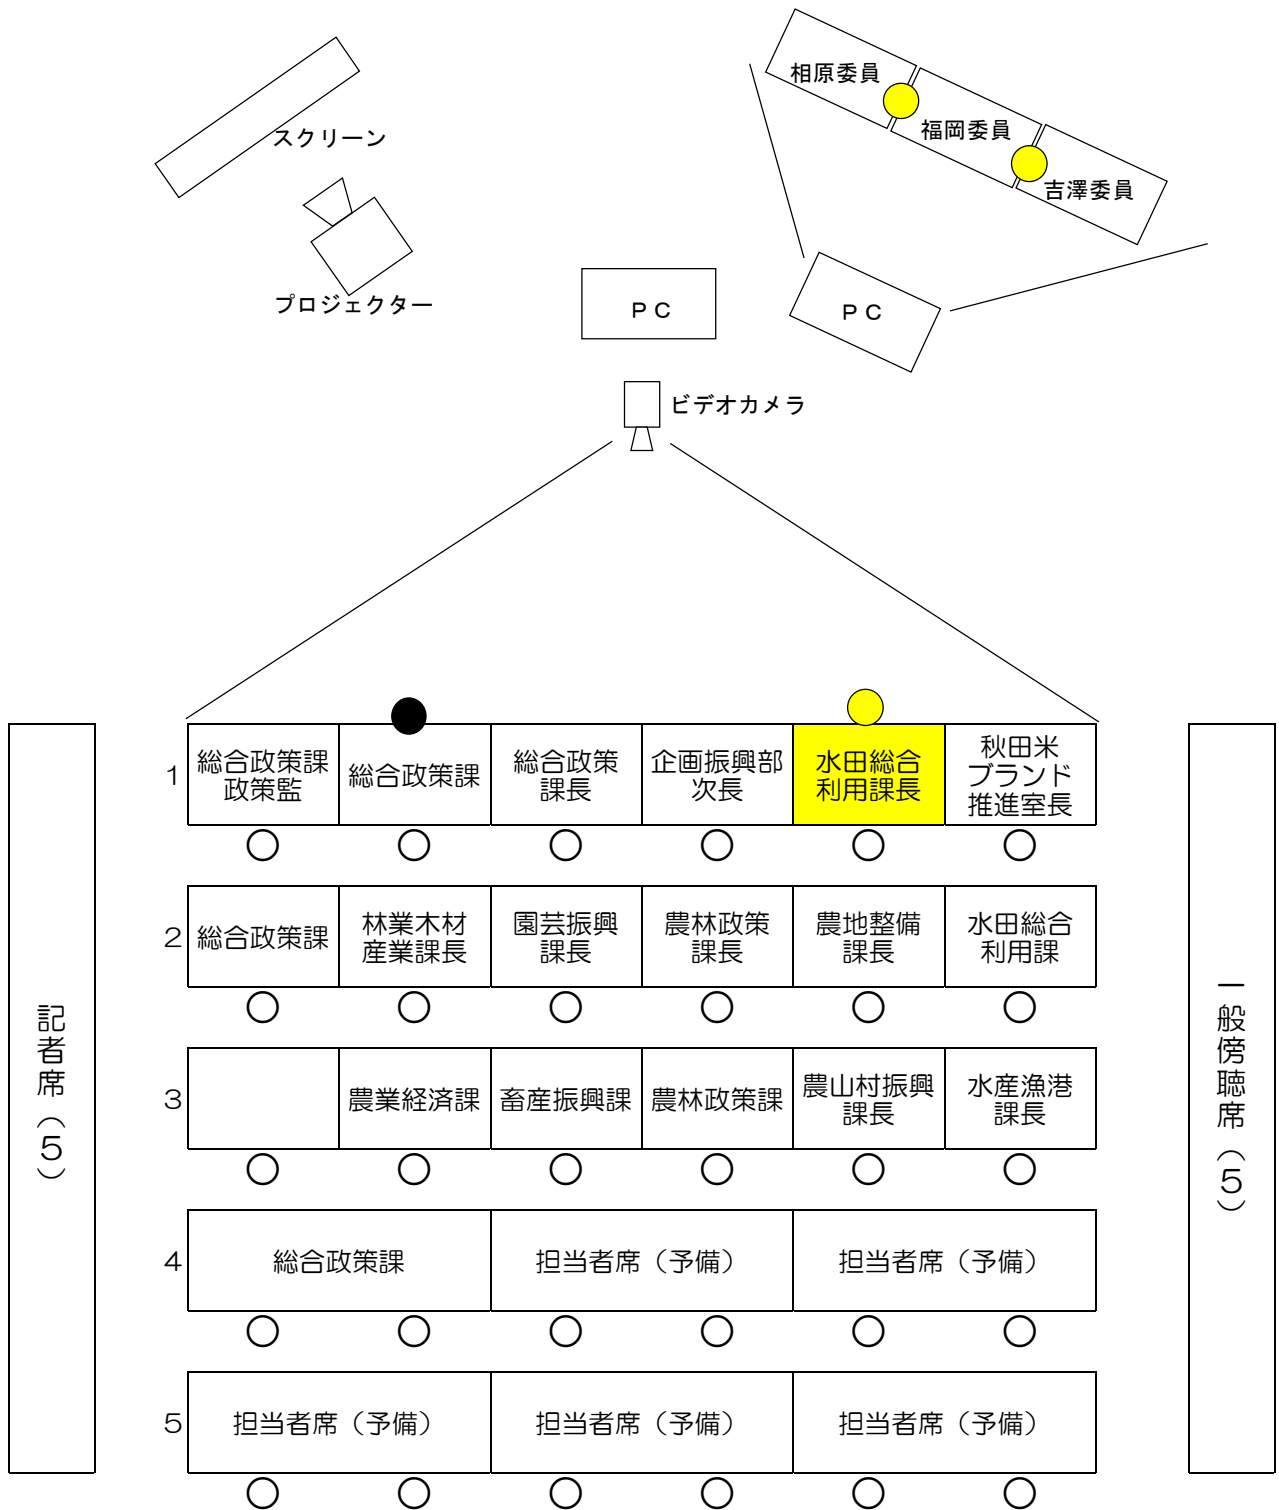 相原委員
福岡委員
吉澤委員
スクリーン
プロジェクター
ＰＣ
ＰＣ
ビデオカメラ
1
総合政策課
政策監
総合政策課
総合政策
課長
企画振興部
次長
水田総合
利用課長
秋田米
ブランド
推進室長
2
総合政策課
林業木材
産業課長
園芸振興
課長
農林政策
課長
農地整備
課長
水田総合
利用課
3
農業経済課
畜産振興課
農林政策課
農山村振興
課長
水産漁港
課長
4
総合政策課
担当者席（予備）
担当者席（予備）
5
担当者席（予備）
担当者席（予備）
担当者席（予備）
記者席（５）
一般傍聴席（５）